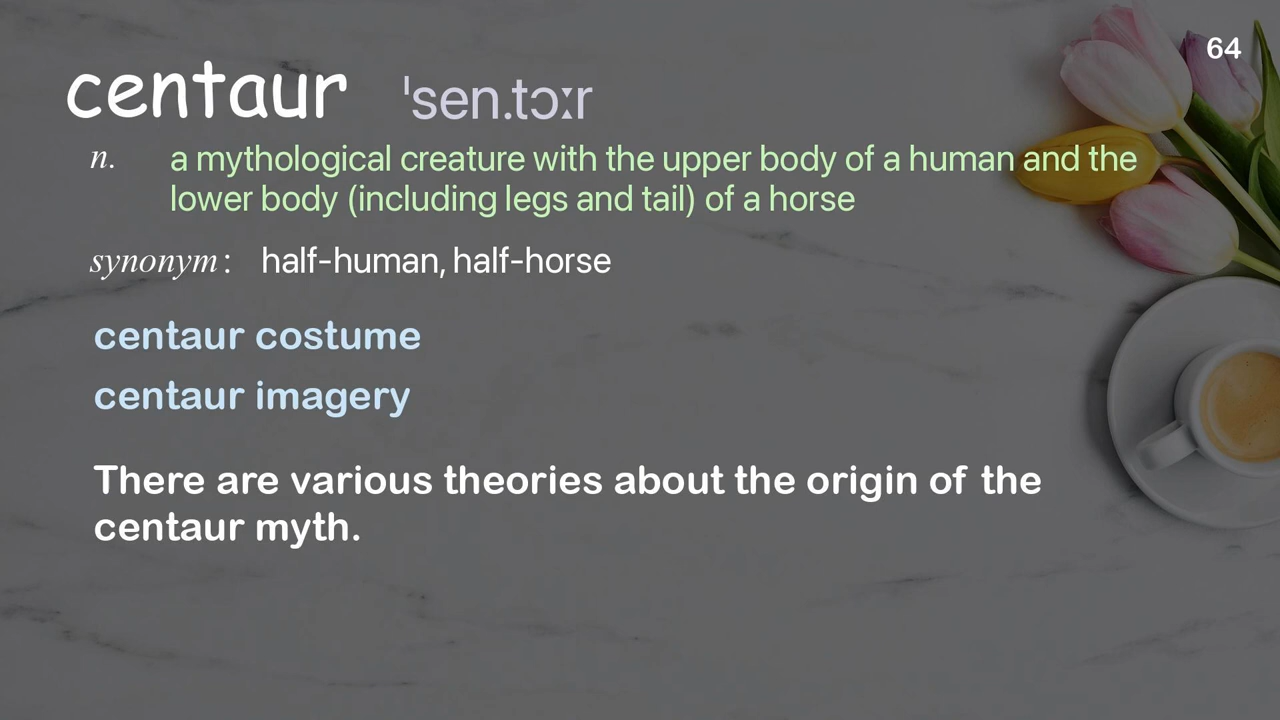 64
centaur ˈsen.tɔːr
n. a mythological creature with the upper body of a human and the
lower body (including legs and tail) of a horse
synonym: half-human, half-horse
centaur costume
centaur imagery
There are various theories about the origin of the
centaur myth.